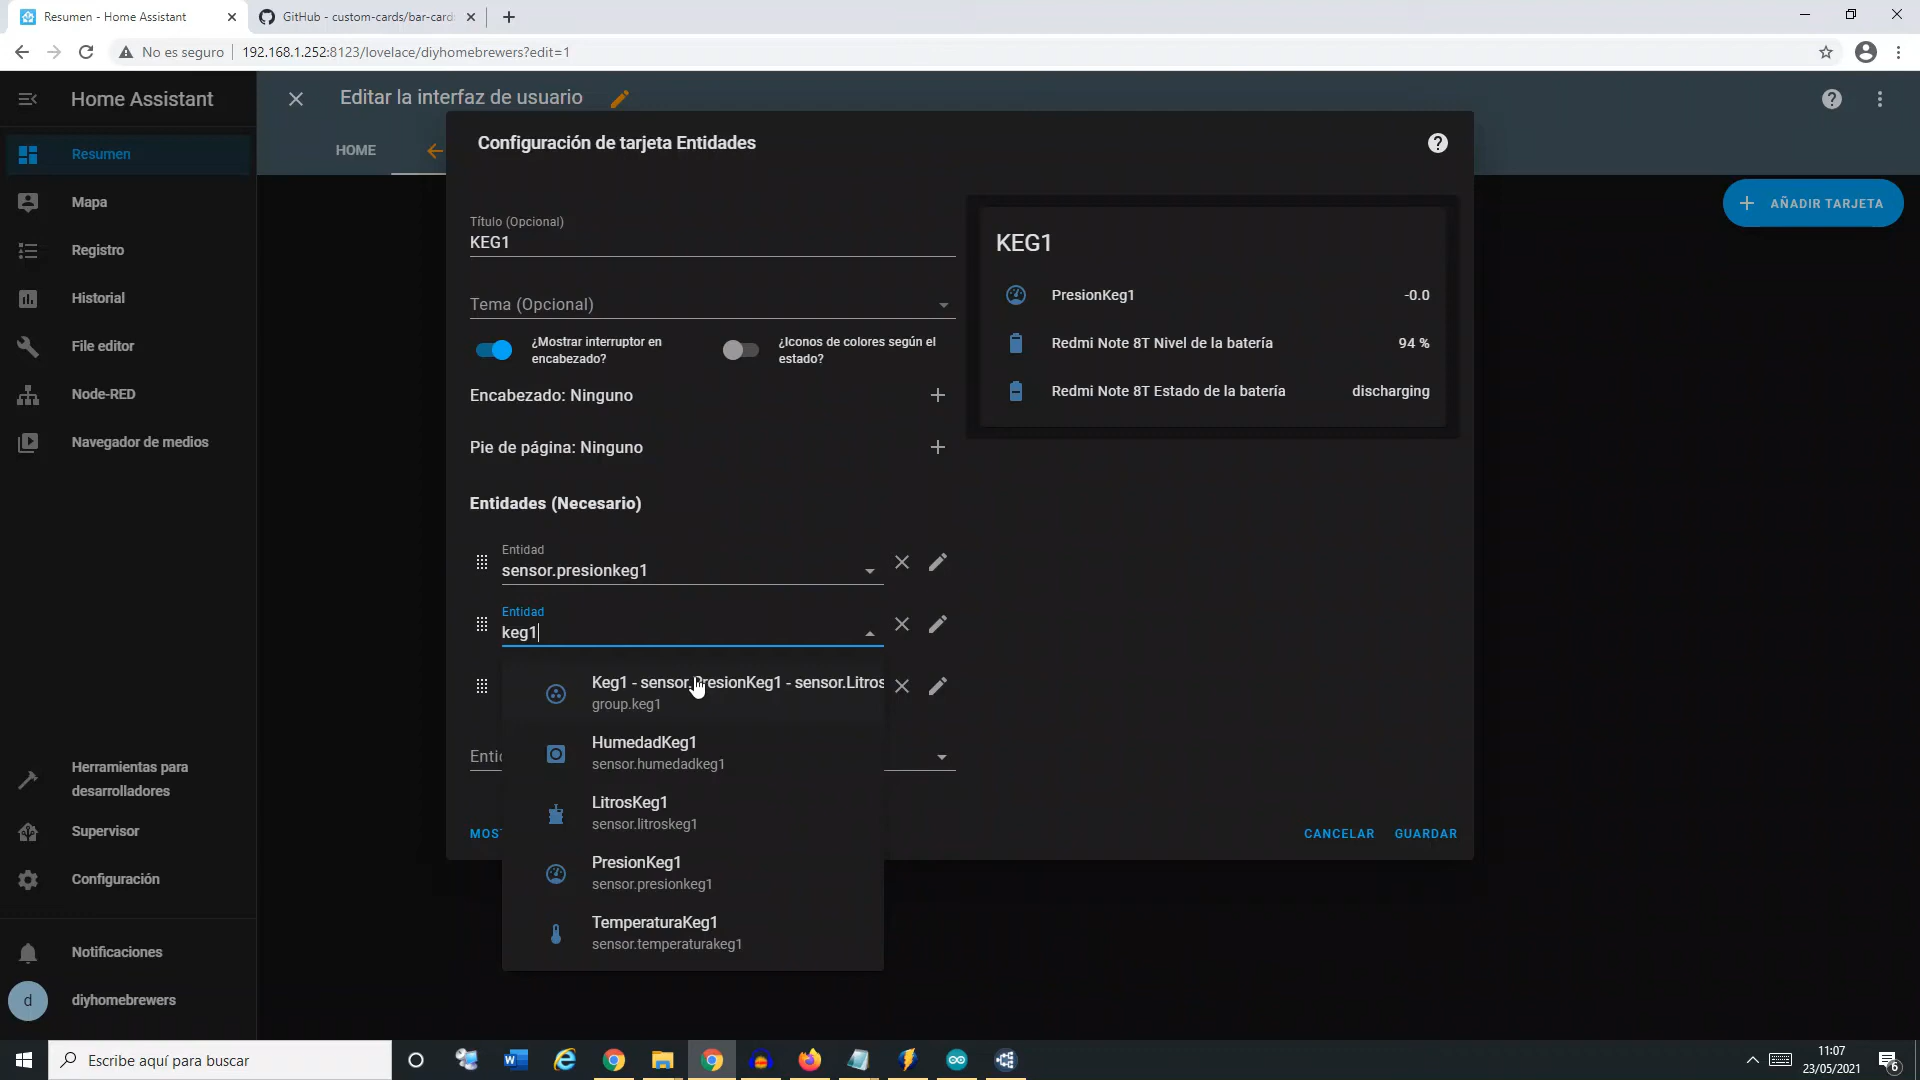 Resumen - Home Assistant
GitHub - custom-cards/bar-card:
No es seguro
192.168.1.252:8123/lovelace/diyhomebrewers?edit=1
Home Assistant
Editar la interfaz de usuario
HOME
Resumen
Mapa
Registro
Historial
File editor
Node-RED
Navegador de medios
Herramientas para
desarrolladores
Supervisor
Configuración
Notificaciones
d
diyhomebrewers
AÑADIR TARJETA
Configuración de tarjeta Entidades
Título (Opcional)
KEG1
Tema (Opcional)
¿Mostrar interruptor en
encabezado?
¿Iconos de colores según el
estado?
Encabezado: Ninguno
Pie de página: Ninguno
Entidades (Necesario)
Entidad
sensor.presionkeg1
Entidad
keg1
Keg1 - sensor.PresionKeg1 - sensor.Litros
group.keg1
HumedadKeg1
sensor.humedadkeg1
LitrosKeg1
sensor.litroskeg1
PresionKeg1
sensor.presionkeg1
TemperaturaKeg1
sensor.temperaturakeg1
KEG1
PresionKeg1
-0.0
Redmi Note 8T Nivel de la batería
94 %
Redmi Note 8T Estado de la batería
discharging
CANCELAR
GUARDAR
Escribe aquí para buscar
11:07
23/05/2021
6